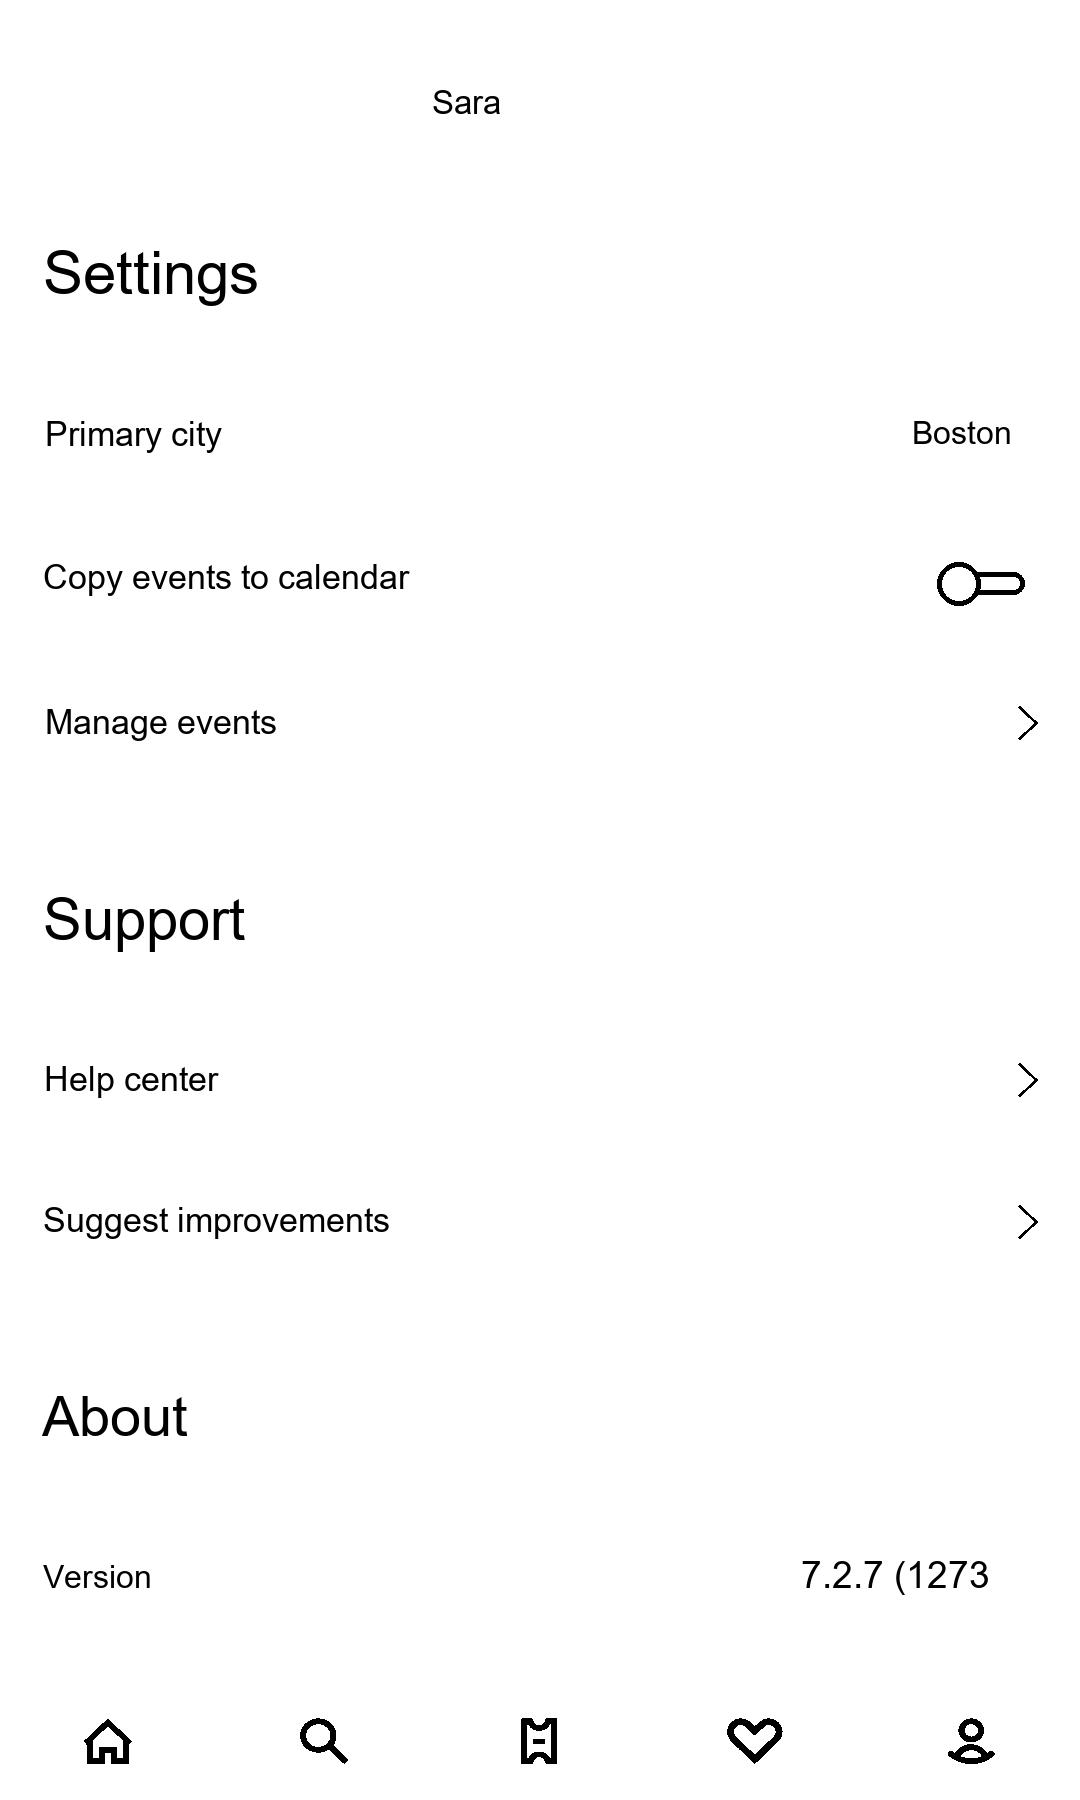 Sara
Settings
Primary city
Boston
Copy events to calendar
Manage events
Support
Help center
Suggest improvements
About
Version
7.2.7 (1273